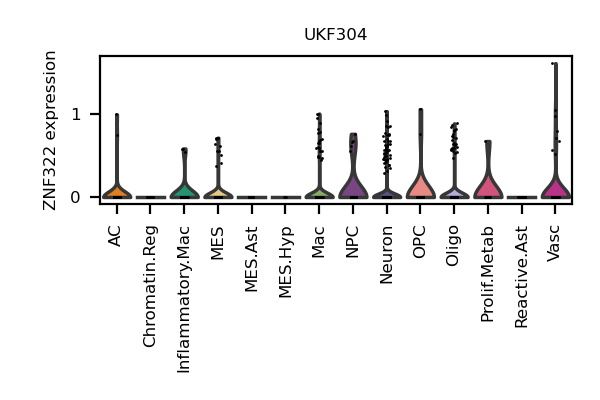 UKF304
ZNF322 expression
1
0
AC
Chromatin.Reg
Inflammatory.Mac
MES
MES.Ast
MES.Hyp
Mac
NPC
Neuron
OPC
Oligo
Prolif.Metab
Reactive.Ast
Vasc